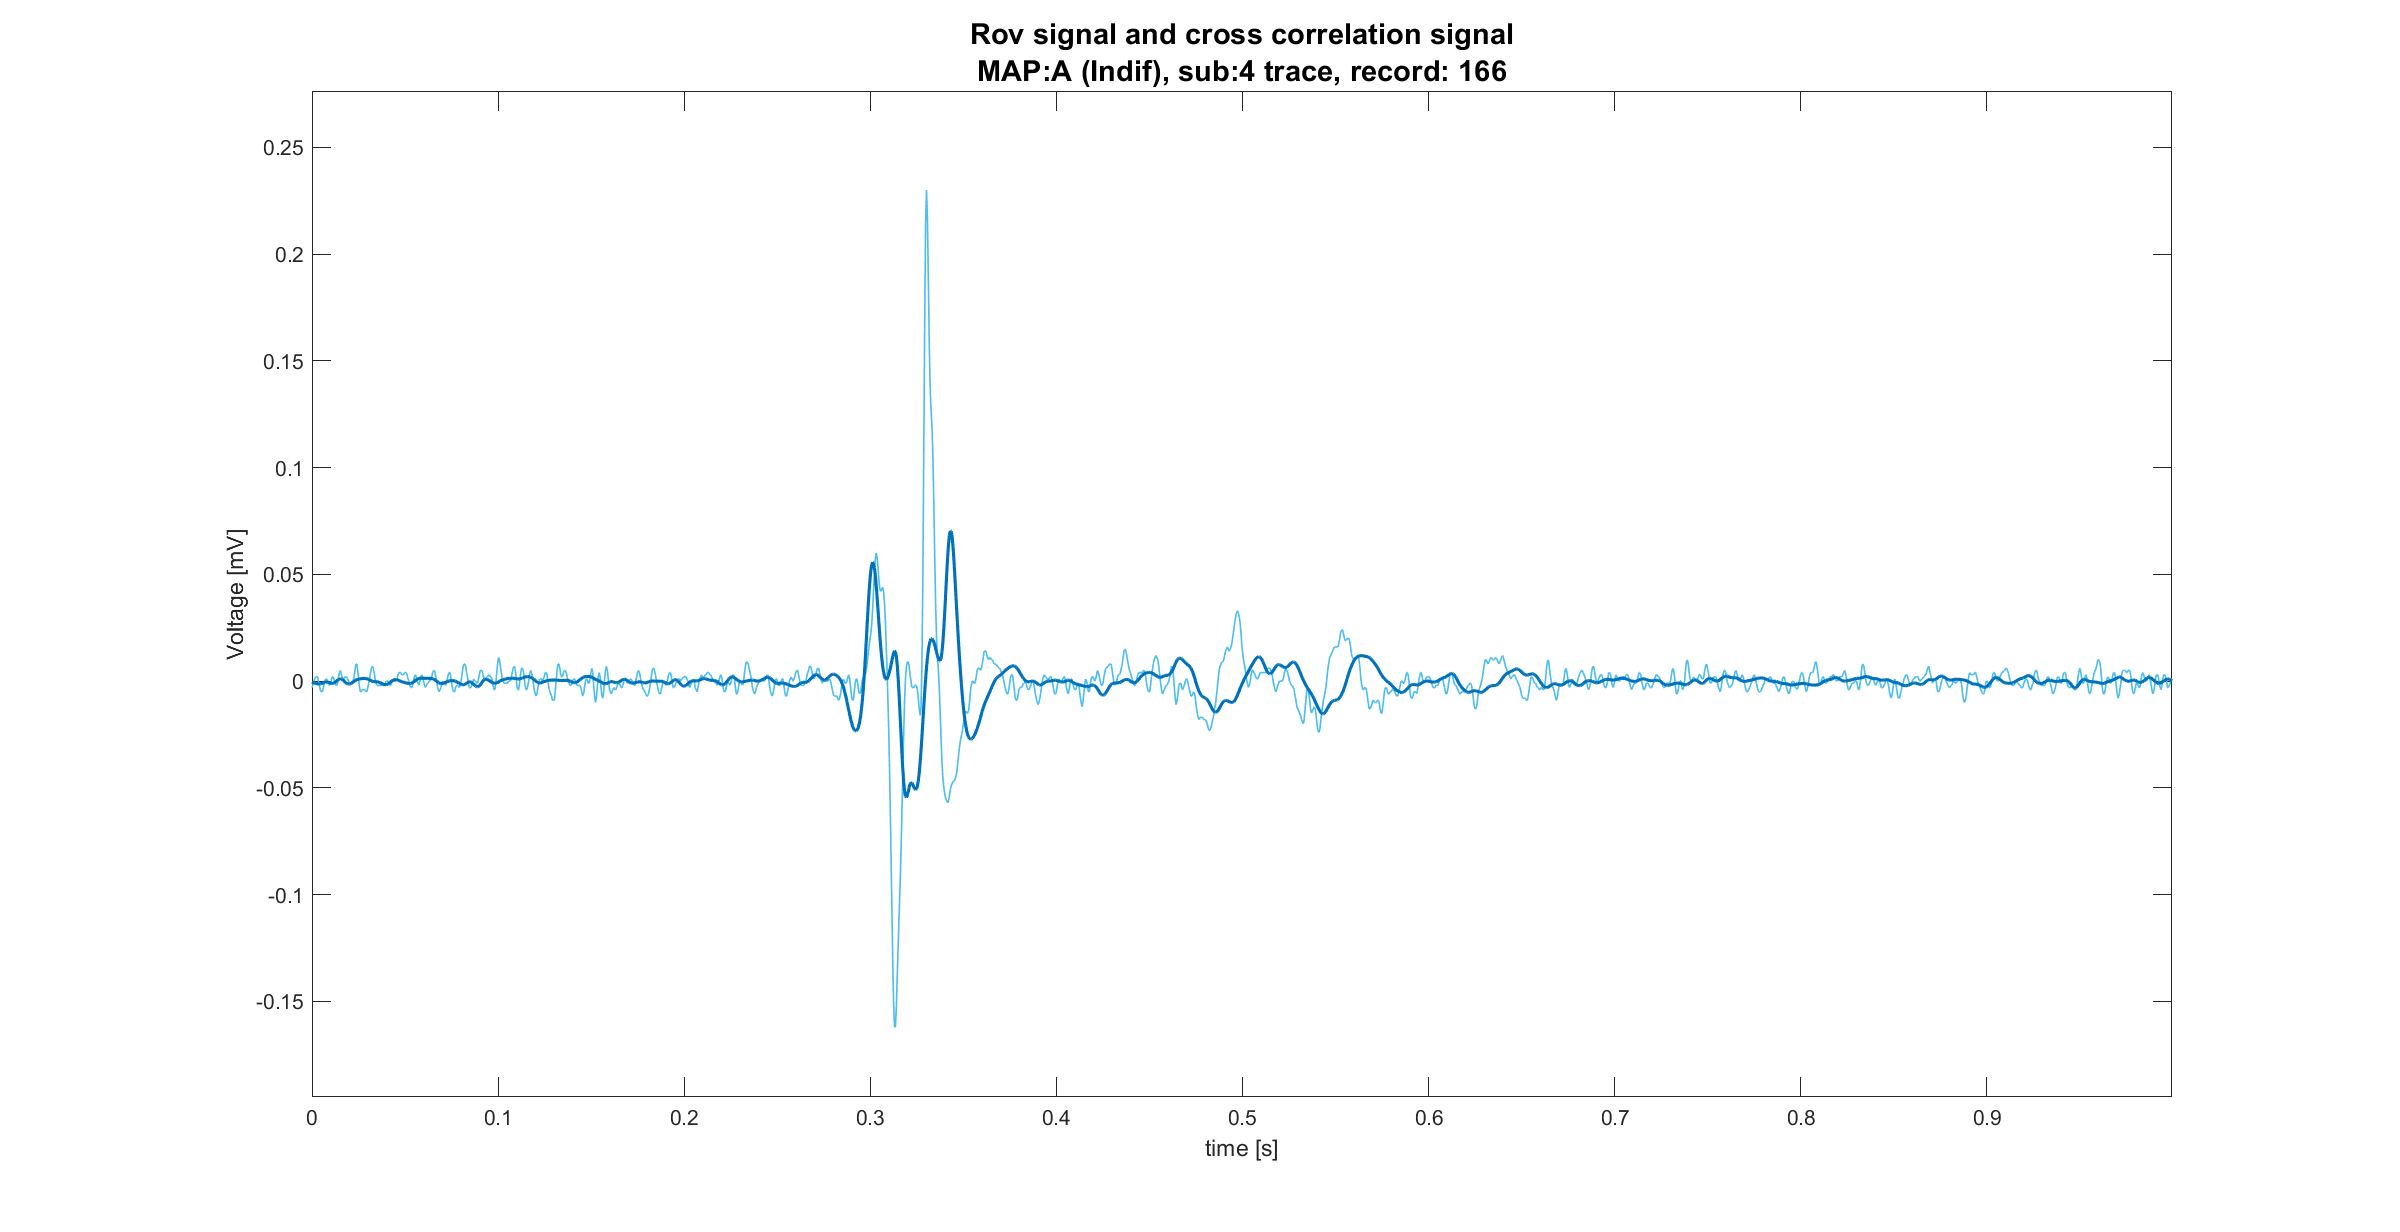 Rov signal and cross correlation signal
MAP:A (Indif), sub:4 trace, record: 166
0.25
0.2
0.15
0.1
0.05
0
-0.05
-0.1
-0.15
Voltage [mV]
0 0.1 0.2 0.3 0.4 0.5 0.6 0.7 0.8 0.9
time [s]